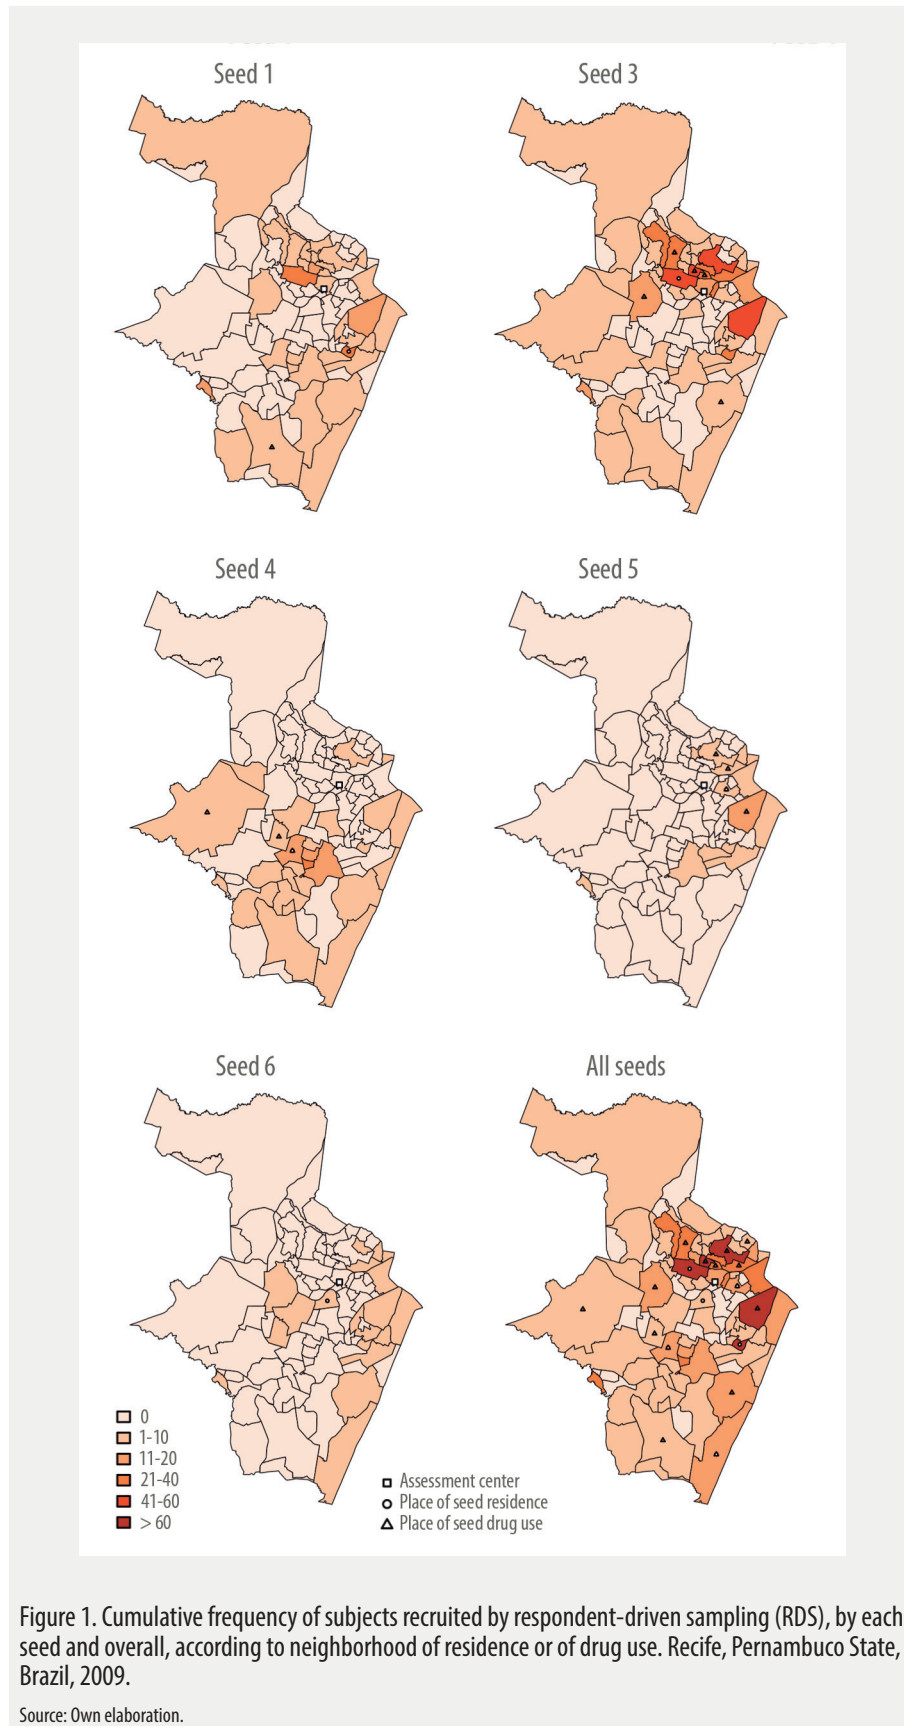 Seed 1
Seed 3
Seed 4
Seed 5
Seed 6
All seeds
0
1-10
11-20
21-40
41-60
> 60
Assessment center
Place of seed residence
Place of seed drug use
Figure 1. Cumulative frequency of subjects recruited by respondent-driven sampling (RDS), by each
seed and overall, according to neighborhood of residence or of drug use. Recife, Pernambuco State,
Brazil, 2009.
Source: Own elaboration.